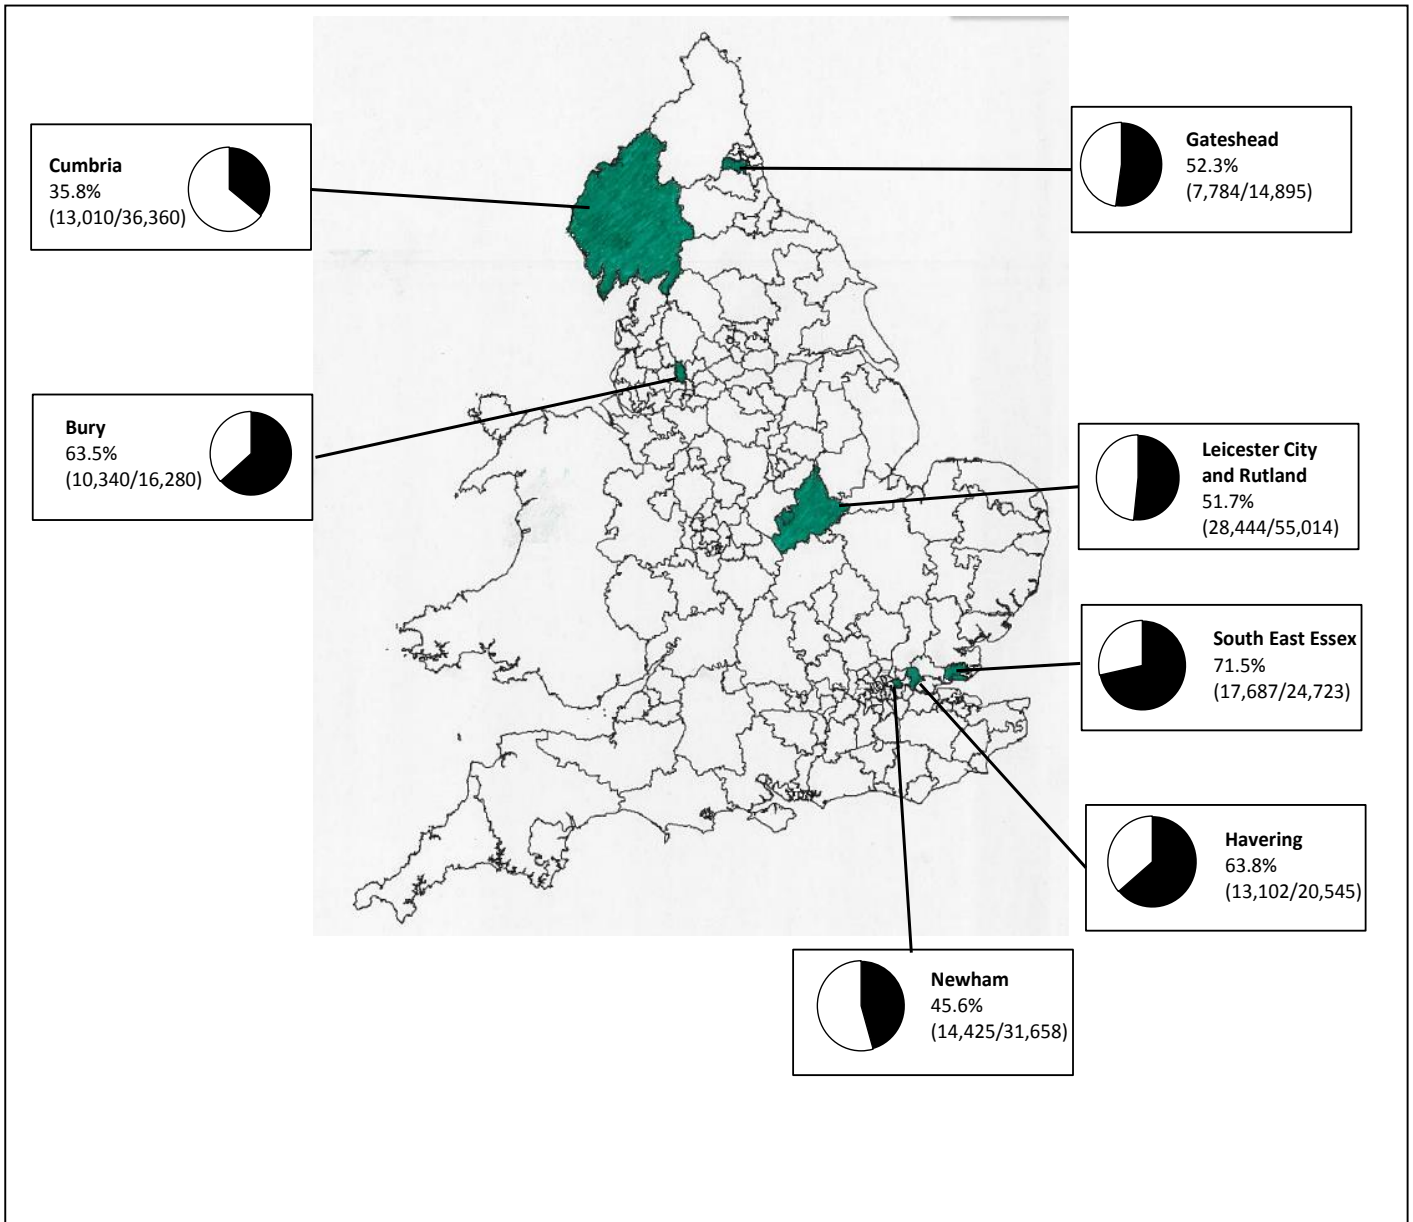 Cumbria
35.8%
(13,010/36,360)
Gateshead
52.3%
(7,784/14,895)
Bury
63.5%
(10,340/16,280)
Leicester City
and Rutland
51.7%
(28,444/55,014)
South East Essex
71.5%
(17,687/24,723)
Havering
63.8%
(13,102/20,545)
Newham
45.6%
(14,425/31,658)